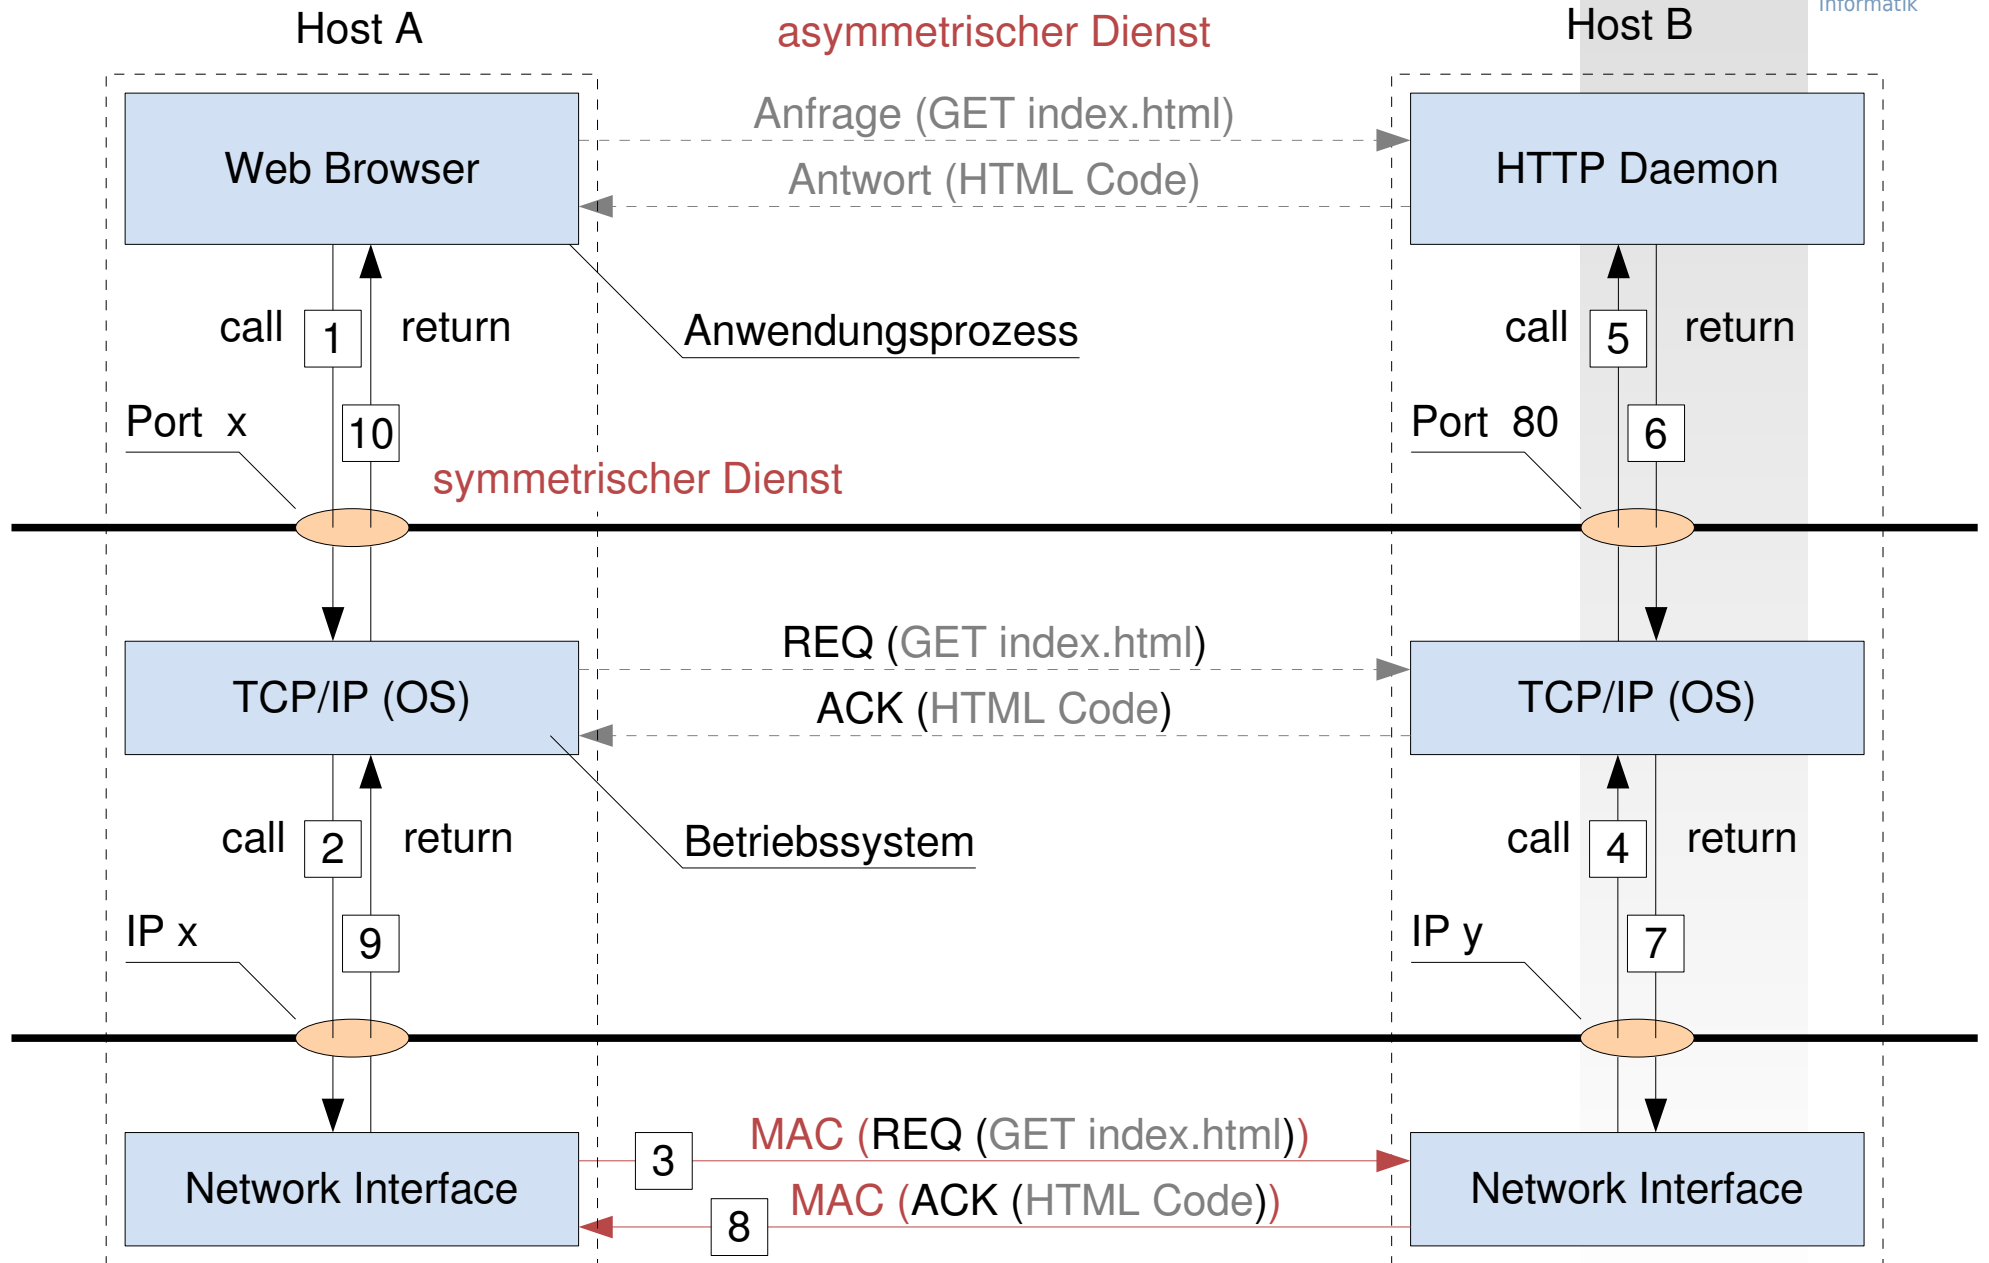 Informatik
Host A
asymmetrischer Dienst
Host B
Anfrage (GET index.html)
Web Browser
Antwort (HTML Code)
HTTP Daemon
call
1
return
Anwendungsprozess
call
5
return
Port x
10
Port 80
6
symmetrischer Dienst
REQ (GET index.html)
TCP/IP (OS)
ACK (HTML Code)
TCP/IP (OS)
call
2
return
Betriebssystem
call
4
return
IP x
9
IP y
7
MAC (REQ (GET index.html))
3
Network Interface
MAC (ACK (HTML Code))
8
Network Interface